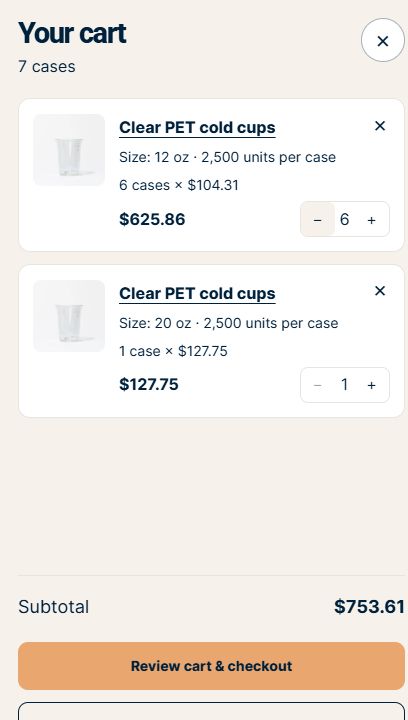 Your cart
7 cases
Clear PET cold cups
Size: 12 oz · 2,500 units per case
6 cases × $104.31
$625.86
− 6 +
Clear PET cold cups
Size: 20 oz · 2,500 units per case
1 case × $127.75
$127.75
− 1 +
Subtotal $753.61
Review cart & checkout